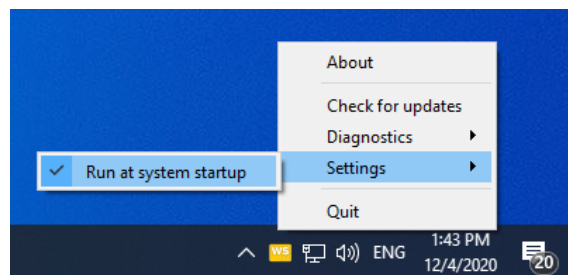 About
Check for updates
Diagnostics
Run at system startup
Settings
Quit
WS
ENG
1:43 PM
12/4/2020
20